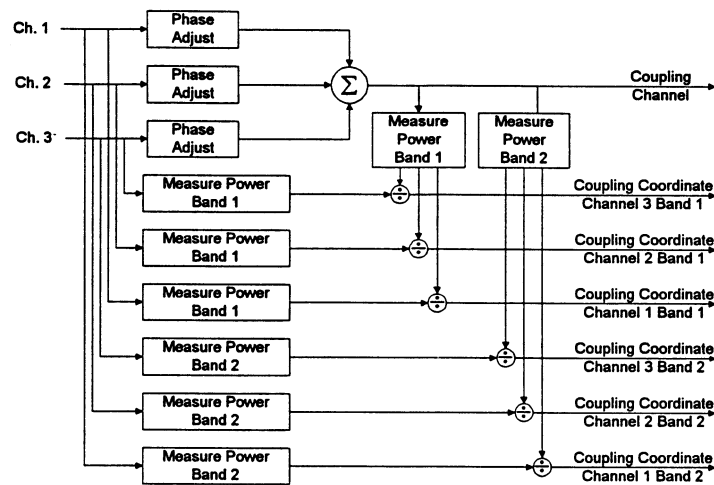 Ch. 1
Phase
Adjust
Ch. 2
Phase
Adjust
Σ
Coupling
Channel
Ch. 3
Phase
Adjust
Measure
Power
Band 1
Measure
Power
Band 2
Measure Power
Band 1
÷
Coupling Coordinate
Channel 3 Band 1
Measure Power
Band 1
÷
Coupling Coordinate
Channel 2 Band 1
Measure Power
Band 1
÷
Coupling Coordinate
Channel 1 Band 1
Measure Power
Band 2
÷
Coupling Coordinate
Channel 3 Band 2
Measure Power
Band 2
÷
Coupling Coordinate
Channel 2 Band 2
Measure Power
Band 2
÷
Coupling Coordinate
Channel 1 Band 2